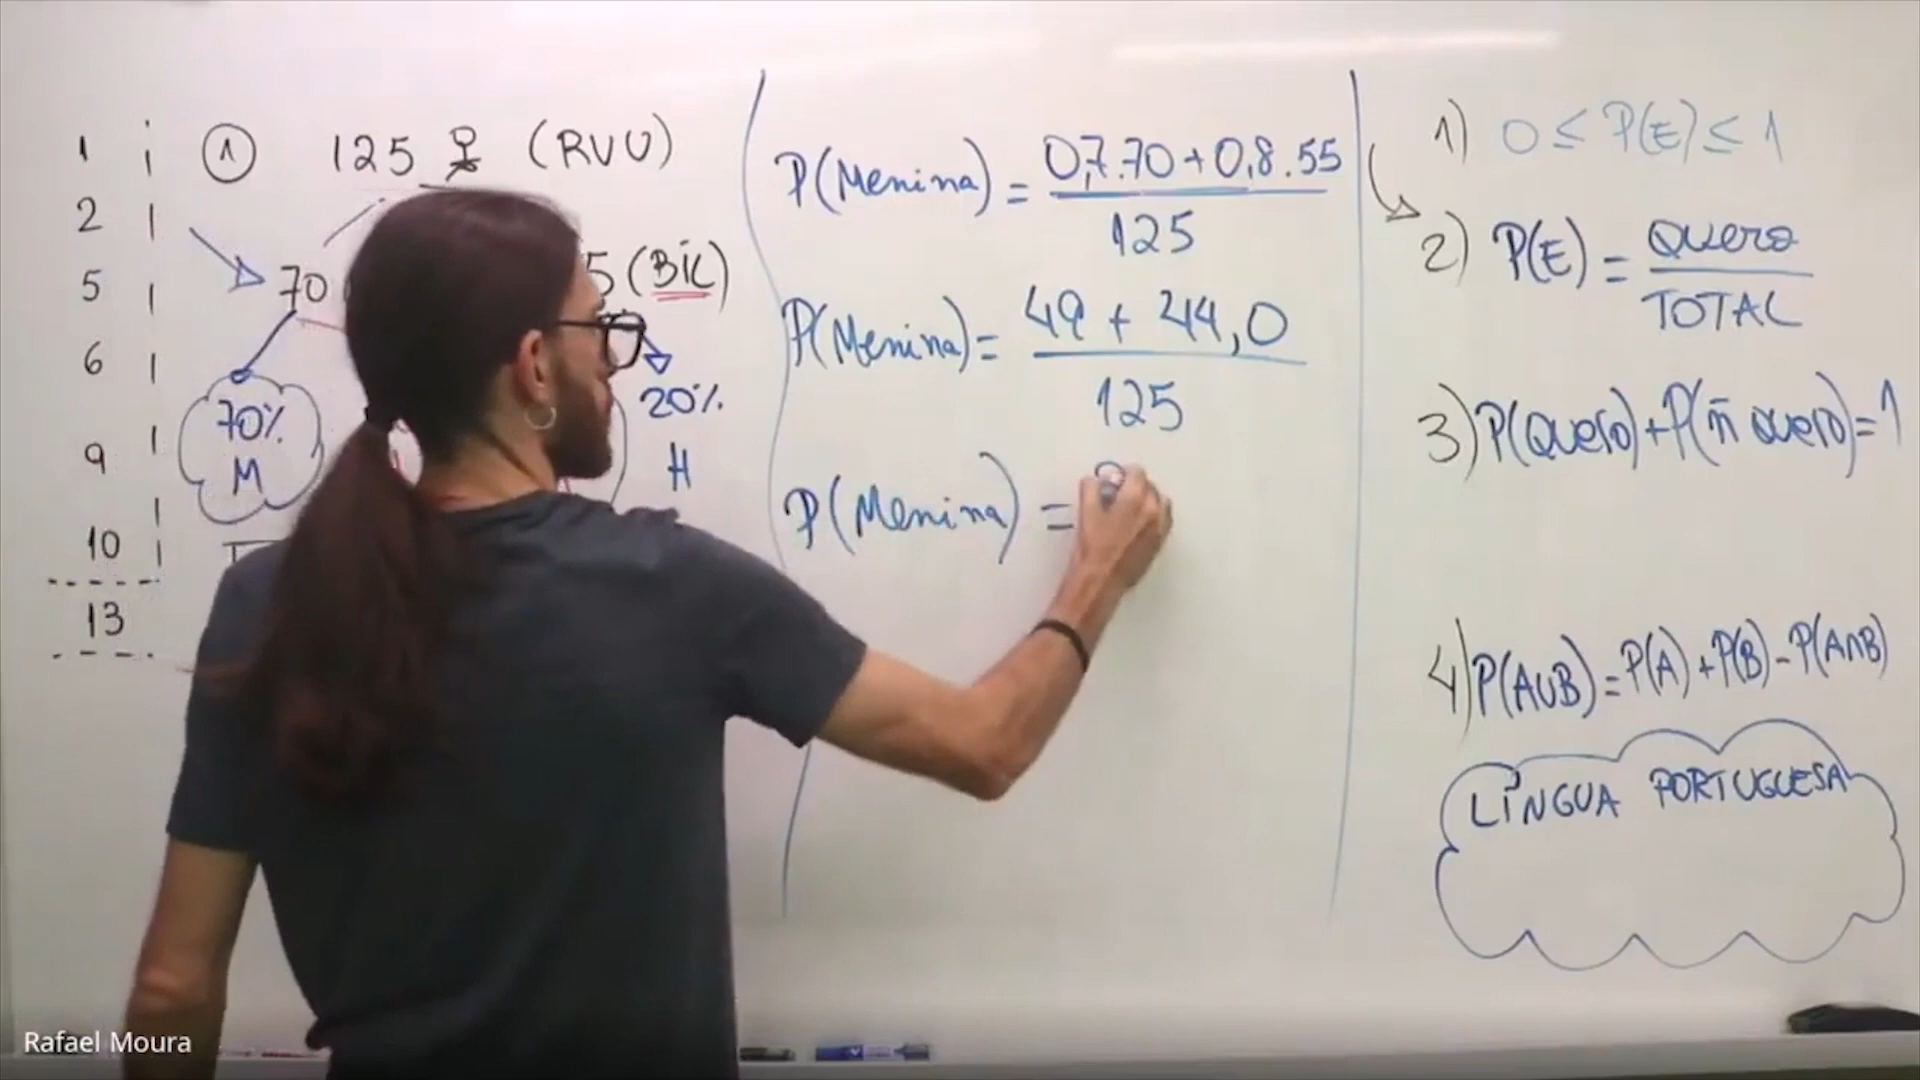 1
2
5
6
9
10
13
① 125 (RVU)
70
5 (BIC)
70%
M
20%
H
P(Menina) = 0,7.70+0,8.55
125
P(Menina) = 49 + 44,0
125
P(Menina) =
1) 0 ≤ P(E) ≤ 1
2) P(E) = QUERO
TOTAL
3) P(QUERO)+P(ñ QUERO)=1
4) P(A∪B)=P(A)+P(B)-P(A∩B)
LÍNGUA PORTUGUESA
Rafael Moura